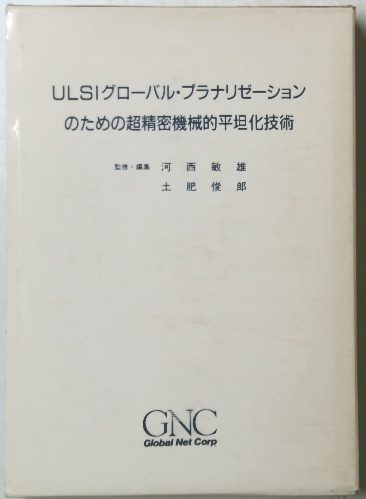 ULSIグローバル・プラナリゼーション
のための超精密機械的平坦化技術
監修・編集 河西敏雄
土肥俊郎
GNC
Global Net Corp.